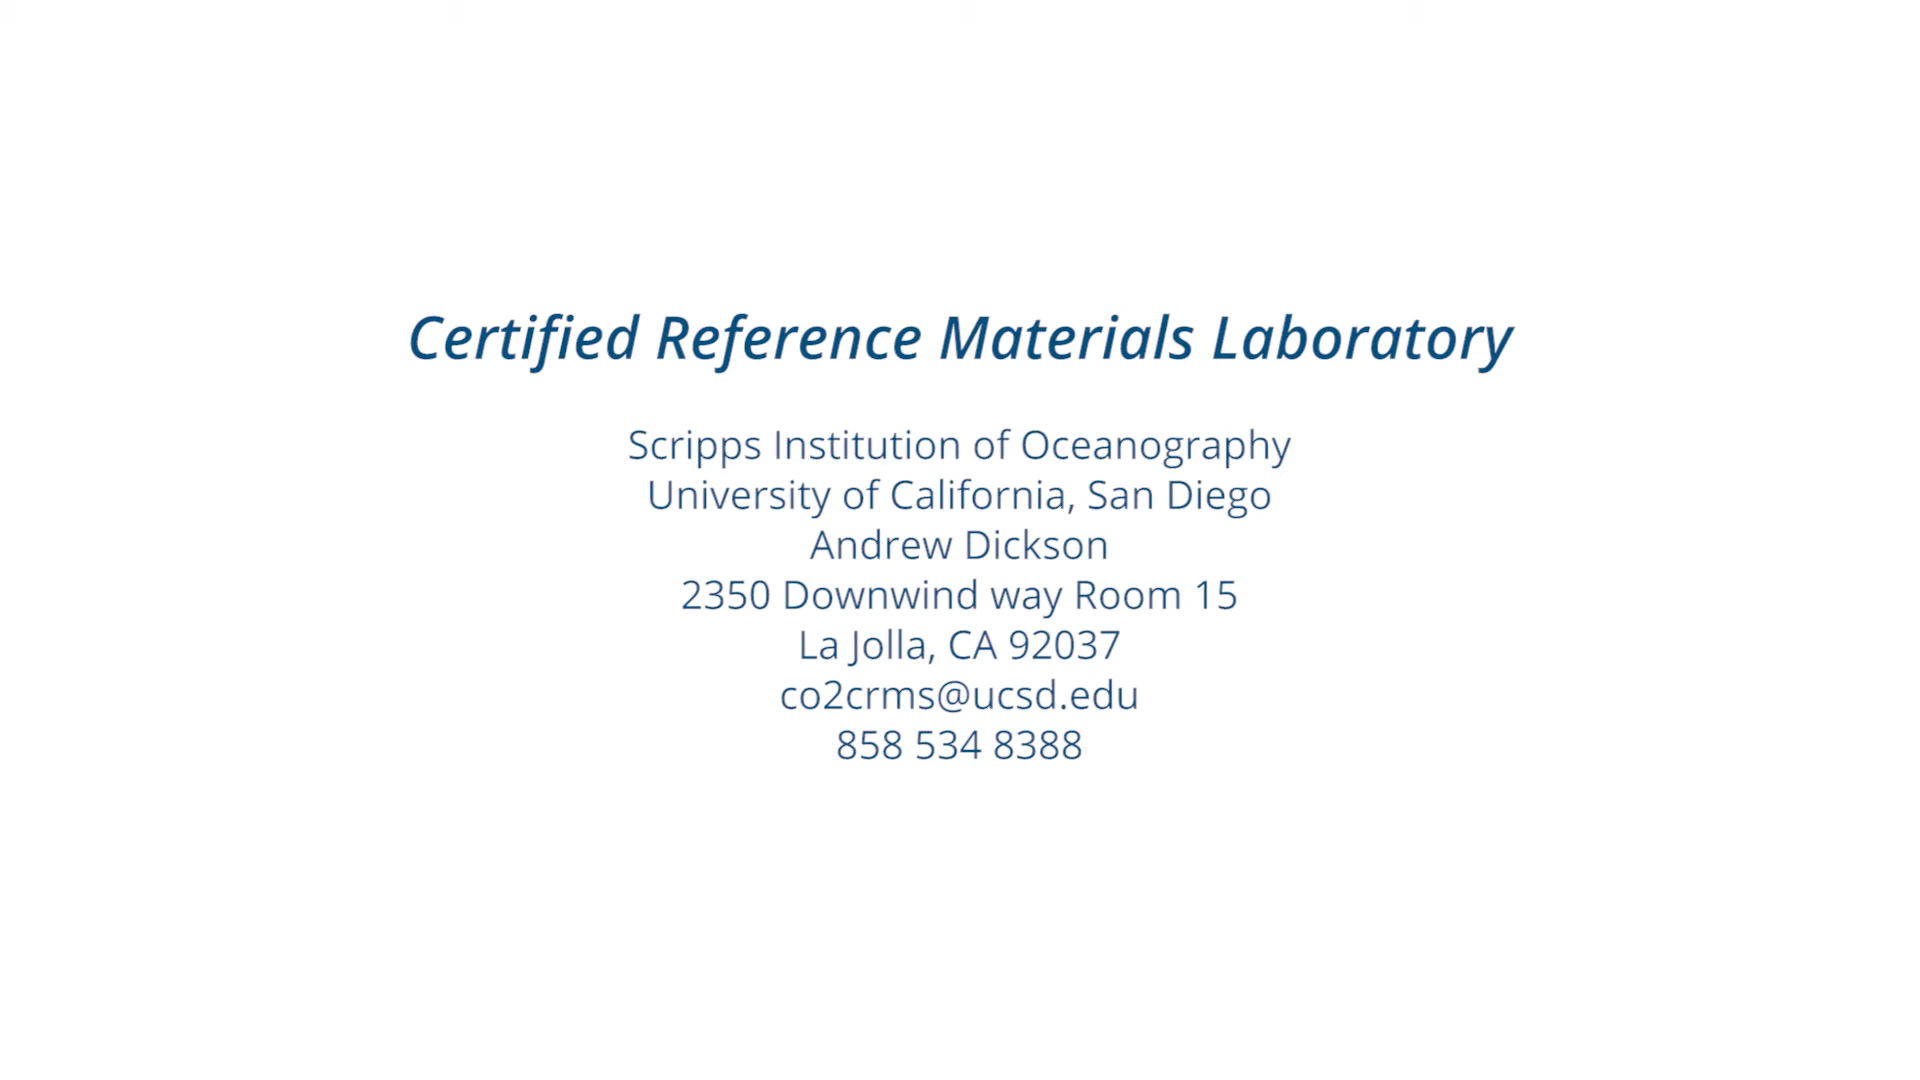 Certified Reference Materials Laboratory
Scripps Institution of Oceanography
University of California, San Diego
Andrew Dickson
2350 Downwind way Room 15
La Jolla, CA 92037
co2crms@ucsd.edu
858 534 8388